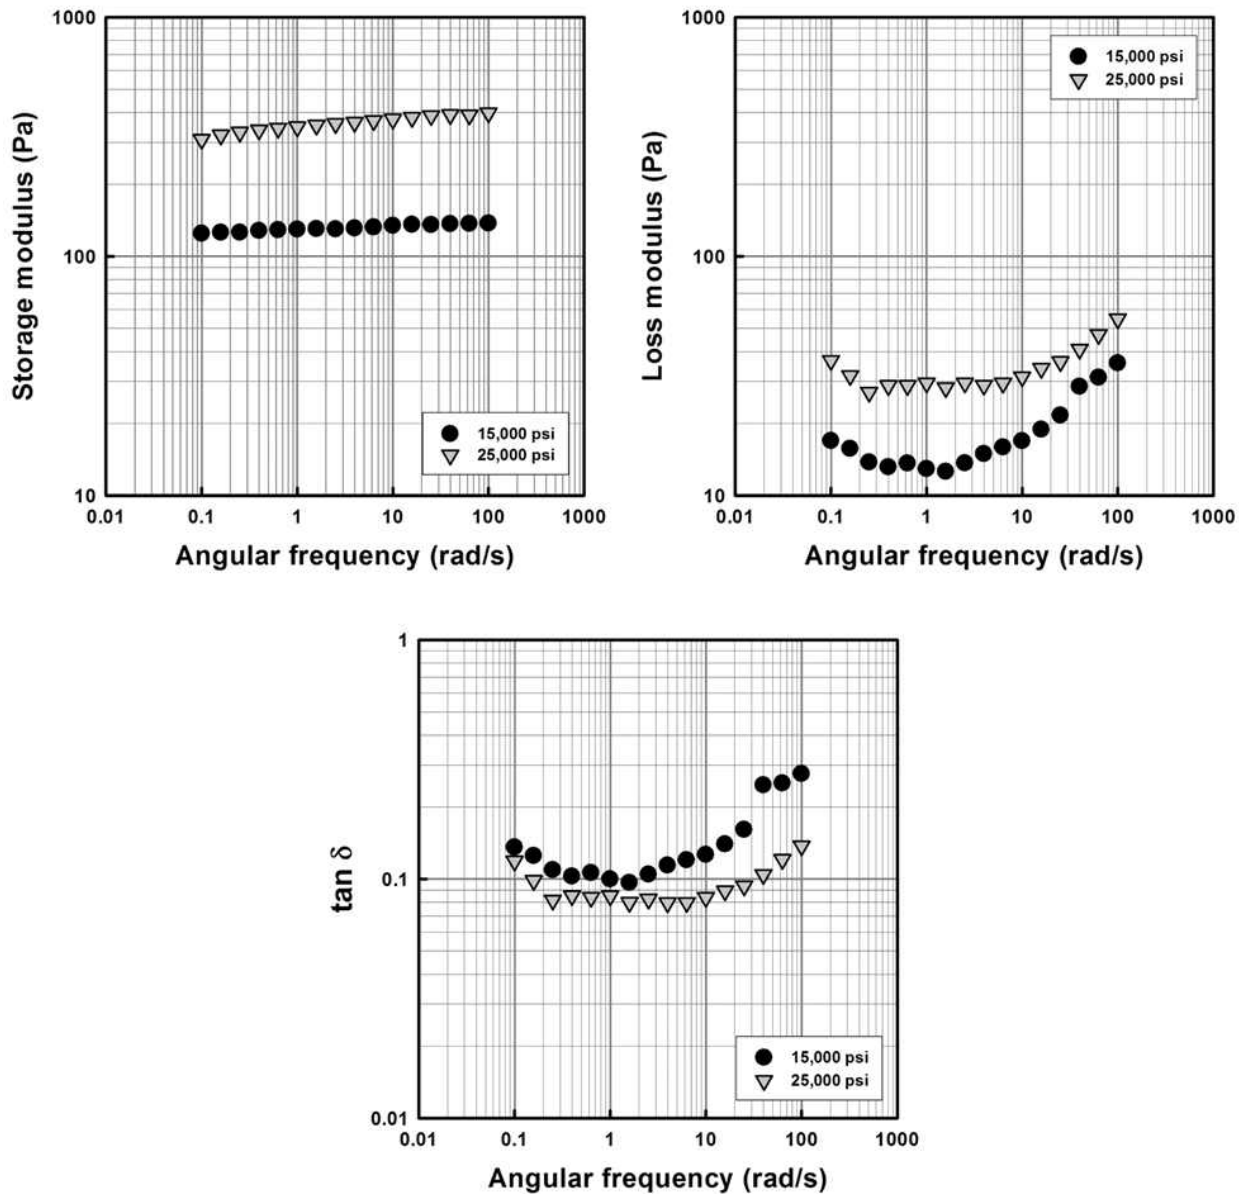 1000
100
10
0.01 0.1 1 10 100 1000
Storage modulus (Pa)
Angular frequency (rad/s)
15,000 psi
25,000 psi
1000
100
10
0.01 0.1 1 10 100 1000
Loss modulus (Pa)
Angular frequency (rad/s)
15,000 psi
25,000 psi
1
0.1
0.01
0.01 0.1 1 10 100 1000
tan δ
Angular frequency (rad/s)
15,000 psi
25,000 psi